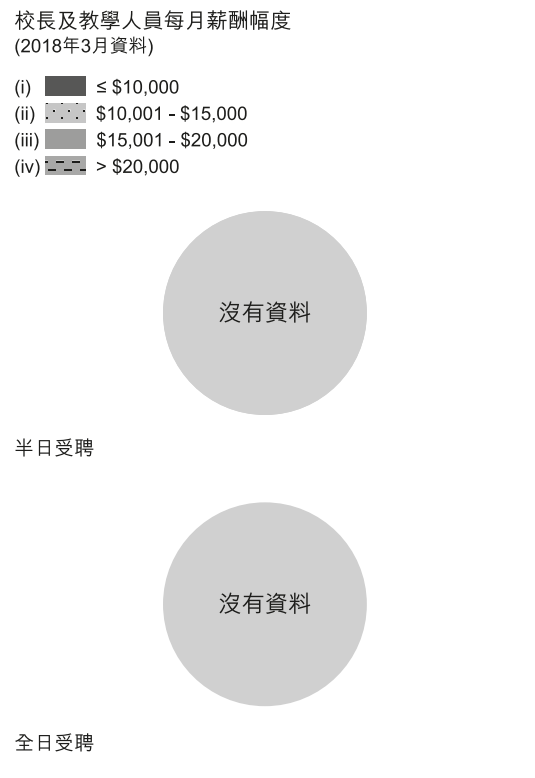 校長及教學人員每月薪酬幅度
(2018年3月資料)
(i) ≤ $10,000
(ii) $10,001 - $15,000
(iii) $15,001 - $20,000
(iv) > $20,000
沒有資料
半日受聘
沒有資料
全日受聘